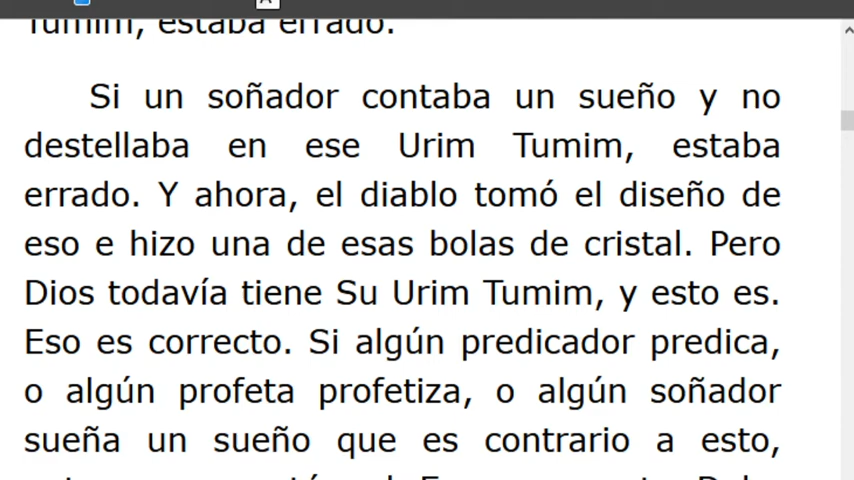 Tumim, estaba errado.
Si un soñador contaba un sueño y no
destellaba en ese Urim Tumim, estaba
errado. Y ahora, el diablo tomó el diseño de
eso e hizo una de esas bolas de cristal. Pero
Dios todavía tiene Su Urim Tumim, y esto es.
Eso es correcto. Si algún predicador predica,
o algún profeta profetiza, o algún soñador
sueña un sueño que es contrario a esto,